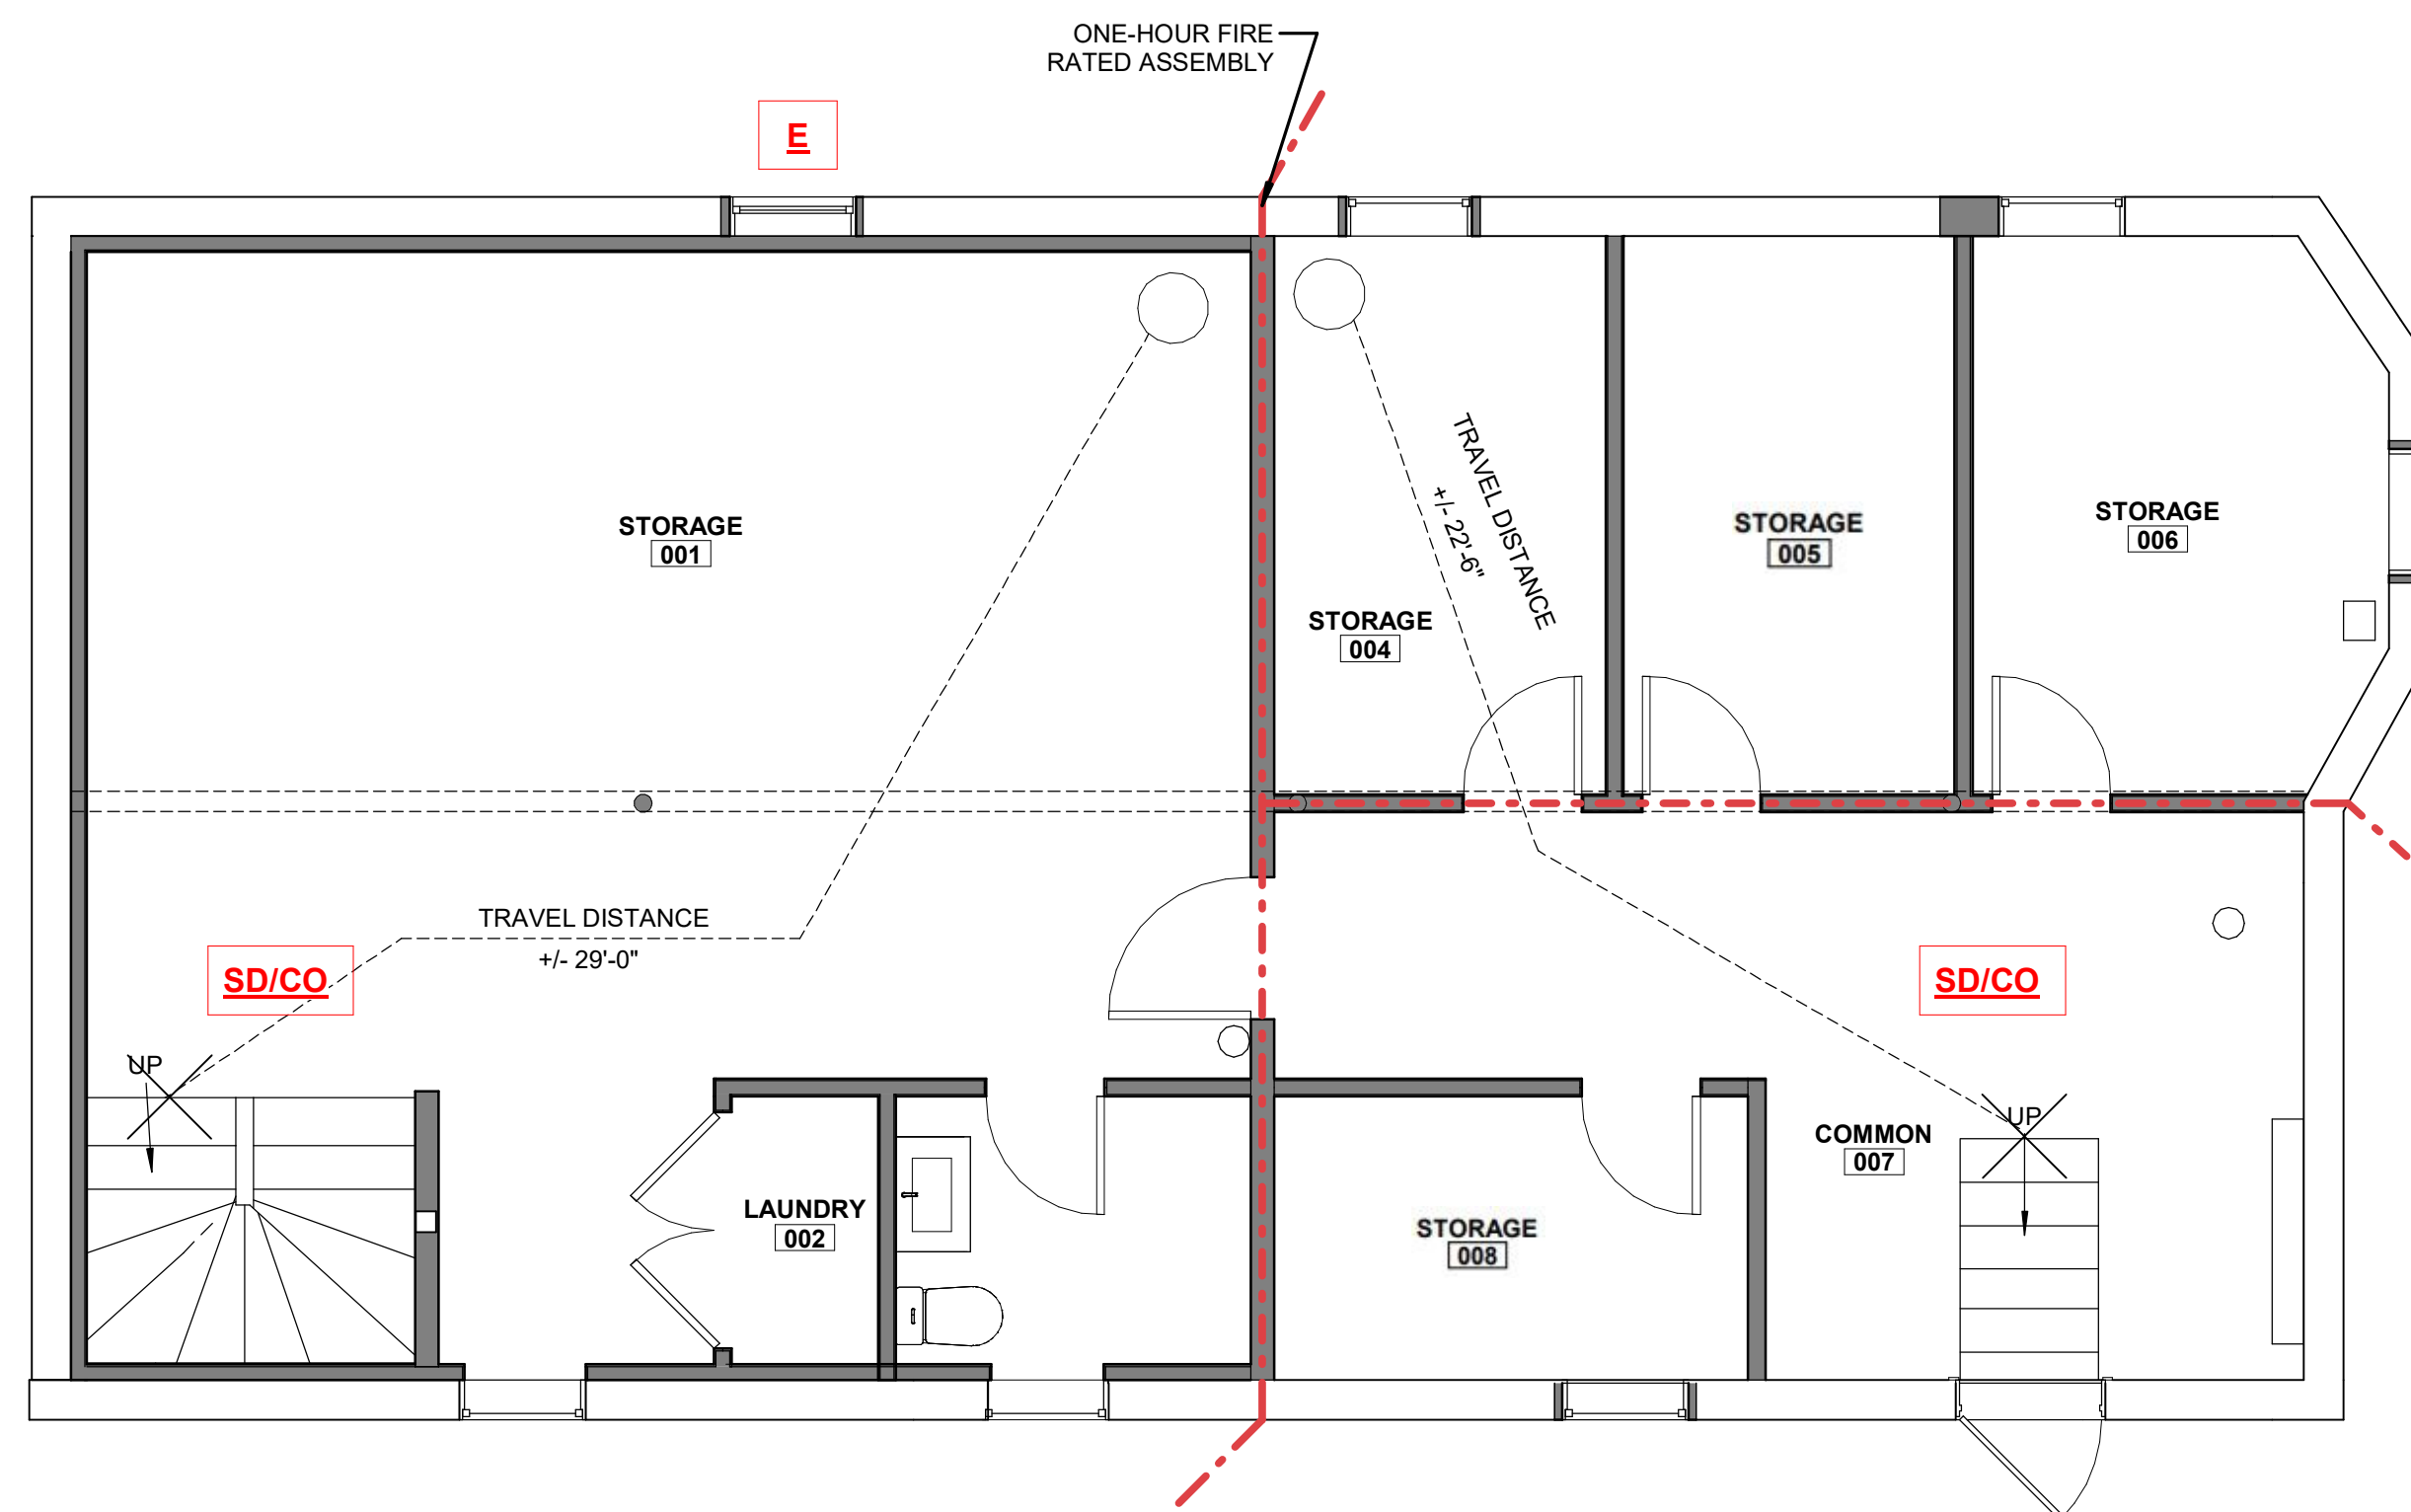 ONE-HOUR FIRE
RATED ASSEMBLY
E
STORAGE
001
TRAVEL DISTANCE
+/- 22'-6"
STORAGE
004
STORAGE
005
STORAGE
006
TRAVEL DISTANCE
+/- 29'-0"
SD/CO
SD/CO
UP
UP
LAUNDRY
002
STORAGE
008
COMMON
007